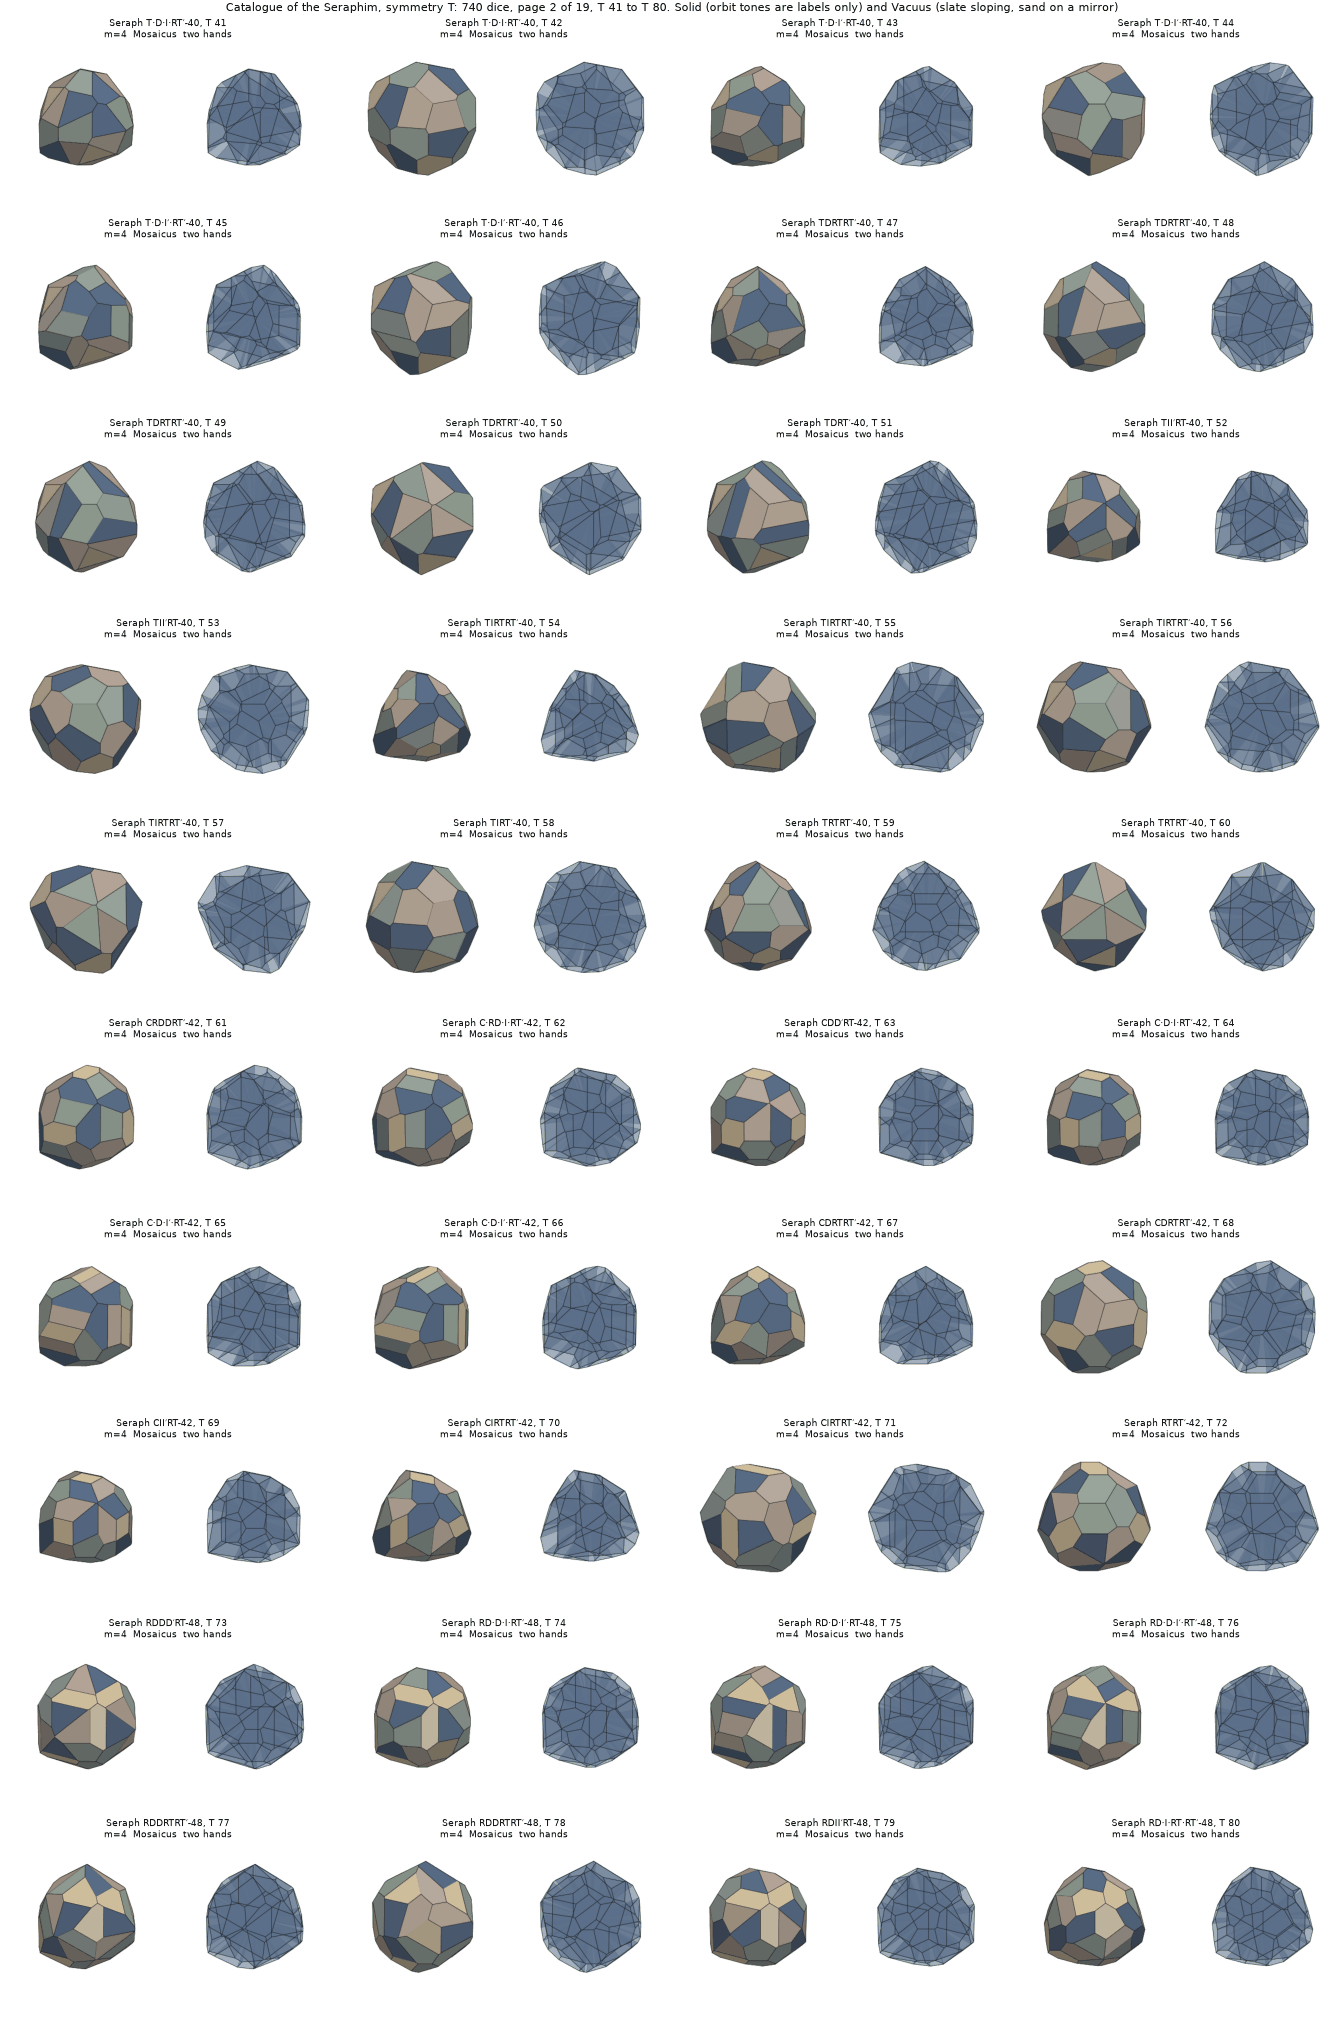 Catalogue of the Seraphim, symmetry T: 740 dice, page 2 of 19, T 41 to T 80. Solid (orbit tones are labels only) and Vacuus (slate sloping, sand on a mirror)
Seraph T·D·I·RT-40, T 41
m=4 Mosaicus two hands
Seraph T·D·I·RT′-40, T 42
m=4 Mosaicus two hands
Seraph T·D·I′·RT-40, T 43
m=4 Mosaicus two hands
Seraph T·D·I′·RT-40, T 44
m=4 Mosaicus two hands
Seraph T·D·I′·RT′-40, T 45
m=4 Mosaicus two hands
Seraph T·D·I′·RT′-40, T 46
m=4 Mosaicus two hands
Seraph TDRTRT′-40, T 47
m=4 Mosaicus two hands
Seraph TDRTRT′-40, T 48
m=4 Mosaicus two hands
Seraph TDRTRT′-40, T 49
m=4 Mosaicus two hands
Seraph TDRTRT′-40, T 50
m=4 Mosaicus two hands
Seraph TDRT′-40, T 51
m=4 Mosaicus two hands
Seraph TII′RT-40, T 52
m=4 Mosaicus two hands
Seraph TII′RT-40, T 53
m=4 Mosaicus two hands
Seraph TIRTRT′-40, T 54
m=4 Mosaicus two hands
Seraph TIRTRT′-40, T 55
m=4 Mosaicus two hands
Seraph TIRTRT′-40, T 56
m=4 Mosaicus two hands
Seraph TIRTRT′-40, T 57
m=4 Mosaicus two hands
Seraph TIRT′-40, T 58
m=4 Mosaicus two hands
Seraph TRTRT′-40, T 59
m=4 Mosaicus two hands
Seraph TRTRT′-40, T 60
m=4 Mosaicus two hands
Seraph CRDDRT′-42, T 61
m=4 Mosaicus two hands
Seraph C·RD·I·RT′-42, T 62
m=4 Mosaicus two hands
Seraph CDD′RT-42, T 63
m=4 Mosaicus two hands
Seraph C·D·I·RT′-42, T 64
m=4 Mosaicus two hands
Seraph C·D·I′·RT-42, T 65
m=4 Mosaicus two hands
Seraph C·D·I′·RT′-42, T 66
m=4 Mosaicus two hands
Seraph CDRTRT′-42, T 67
m=4 Mosaicus two hands
Seraph CDRTRT′-42, T 68
m=4 Mosaicus two hands
Seraph CII′RT-42, T 69
m=4 Mosaicus two hands
Seraph CIRTRT′-42, T 70
m=4 Mosaicus two hands
Seraph CIRTRT′-42, T 71
m=4 Mosaicus two hands
Seraph RTRT′-42, T 72
m=4 Mosaicus two hands
Seraph RDDD′RT-48, T 73
m=4 Mosaicus two hands
Seraph RD·D·I·RT′-48, T 74
m=4 Mosaicus two hands
Seraph RD·D·I′·RT-48, T 75
m=4 Mosaicus two hands
Seraph RD·D·I′·RT′-48, T 76
m=4 Mosaicus two hands
Seraph RDDRTRT′-48, T 77
m=4 Mosaicus two hands
Seraph RDDRTRT′-48, T 78
m=4 Mosaicus two hands
Seraph RDII′RT-48, T 79
m=4 Mosaicus two hands
Seraph RD·I·RT·RT′-48, T 80
m=4 Mosaicus two hands